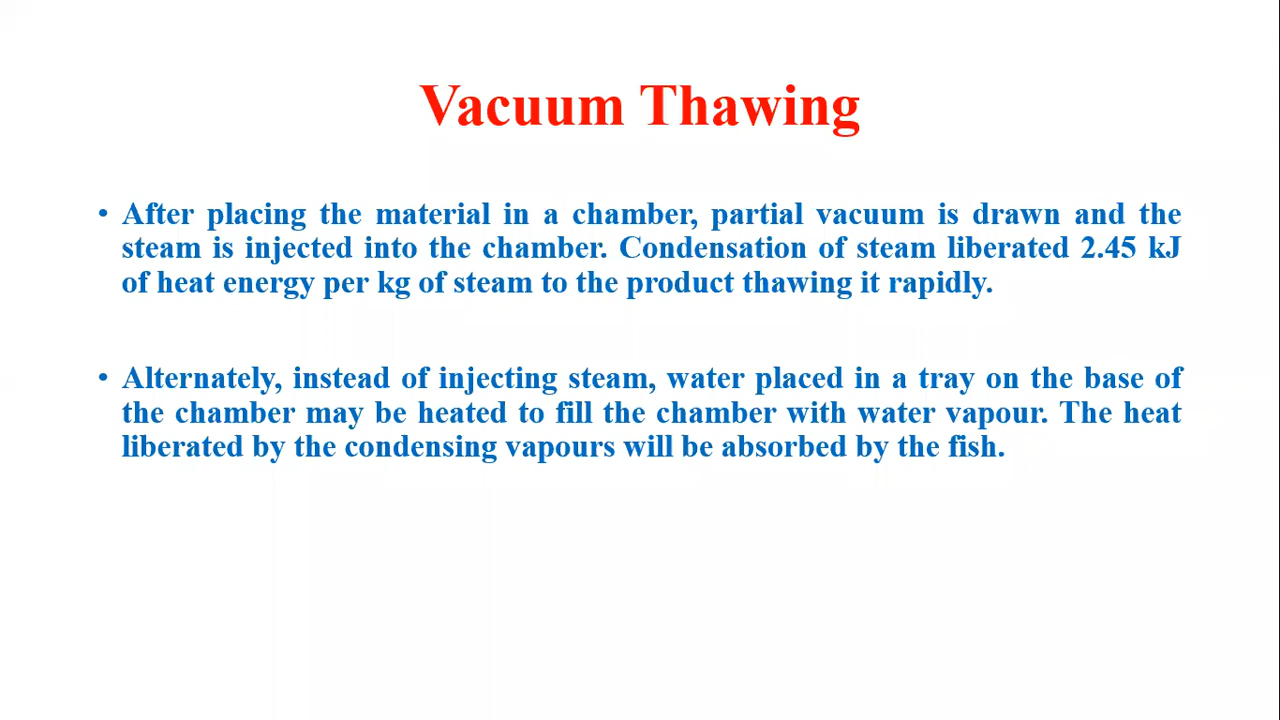 Vacuum Thawing
• After placing the material in a chamber, partial vacuum is drawn and the
steam is injected into the chamber. Condensation of steam liberated 2.45 kJ
of heat energy per kg of steam to the product thawing it rapidly.
• Alternately, instead of injecting steam, water placed in a tray on the base of
the chamber may be heated to fill the chamber with water vapour. The heat
liberated by the condensing vapours will be absorbed by the fish.